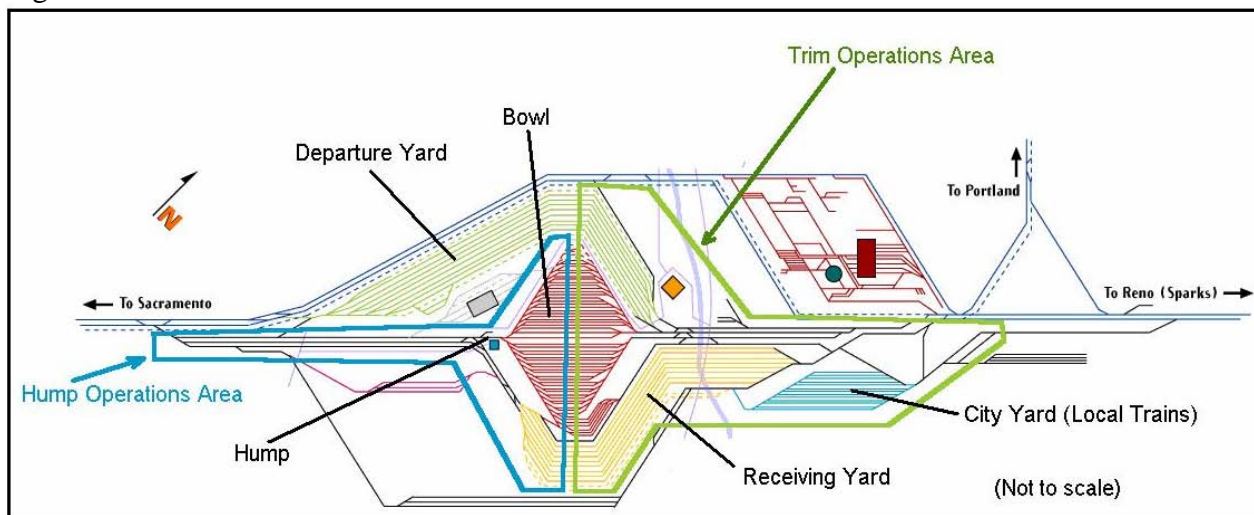 Trim Operations Area
Bowl
Departure Yard
To Portland
N
To Reno (Sparks)
To Sacramento
Hump Operations Area
City Yard (Local Trains)
Hump
Receiving Yard
(Not to scale)